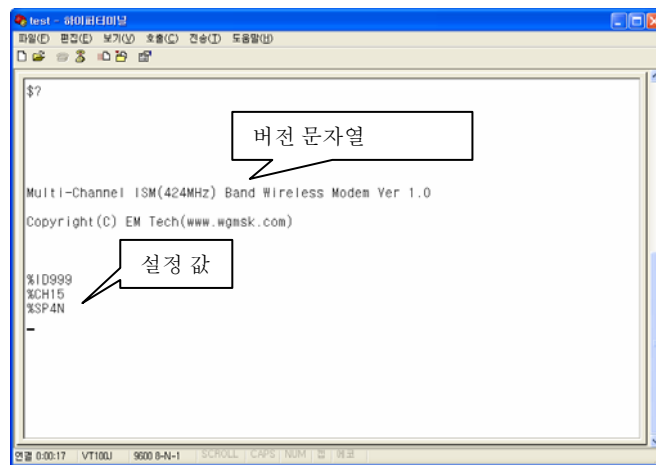 test - 하이퍼터미널
파일(F) 편집(E) 보기(V) 호출(C) 전송(T) 도움말(H)
$?
버전 문자열
Multi-Channel ISM(424MHz) Band Wireless Modem Ver 1.0
Copyright(C) EM Tech(www.wgmsk.com)
설정 값
%ID999
%CH15
%SP4N
연결 0:00:17 VT100J 9600 8-N-1 SCROLL CAPS NUM 캡 에코